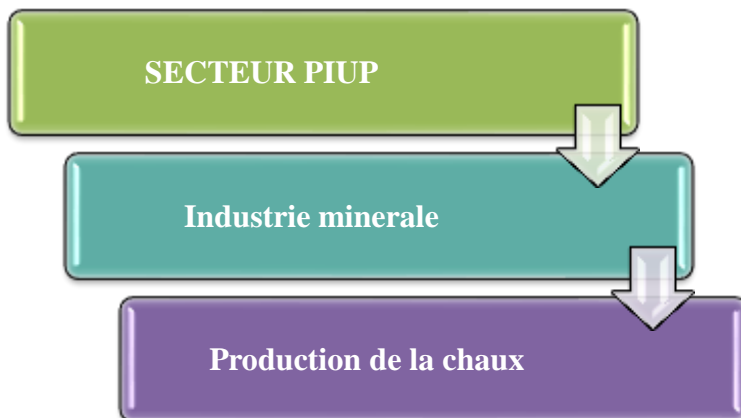 SECTEUR PIUP
Industrie minerale
Production de la chaux